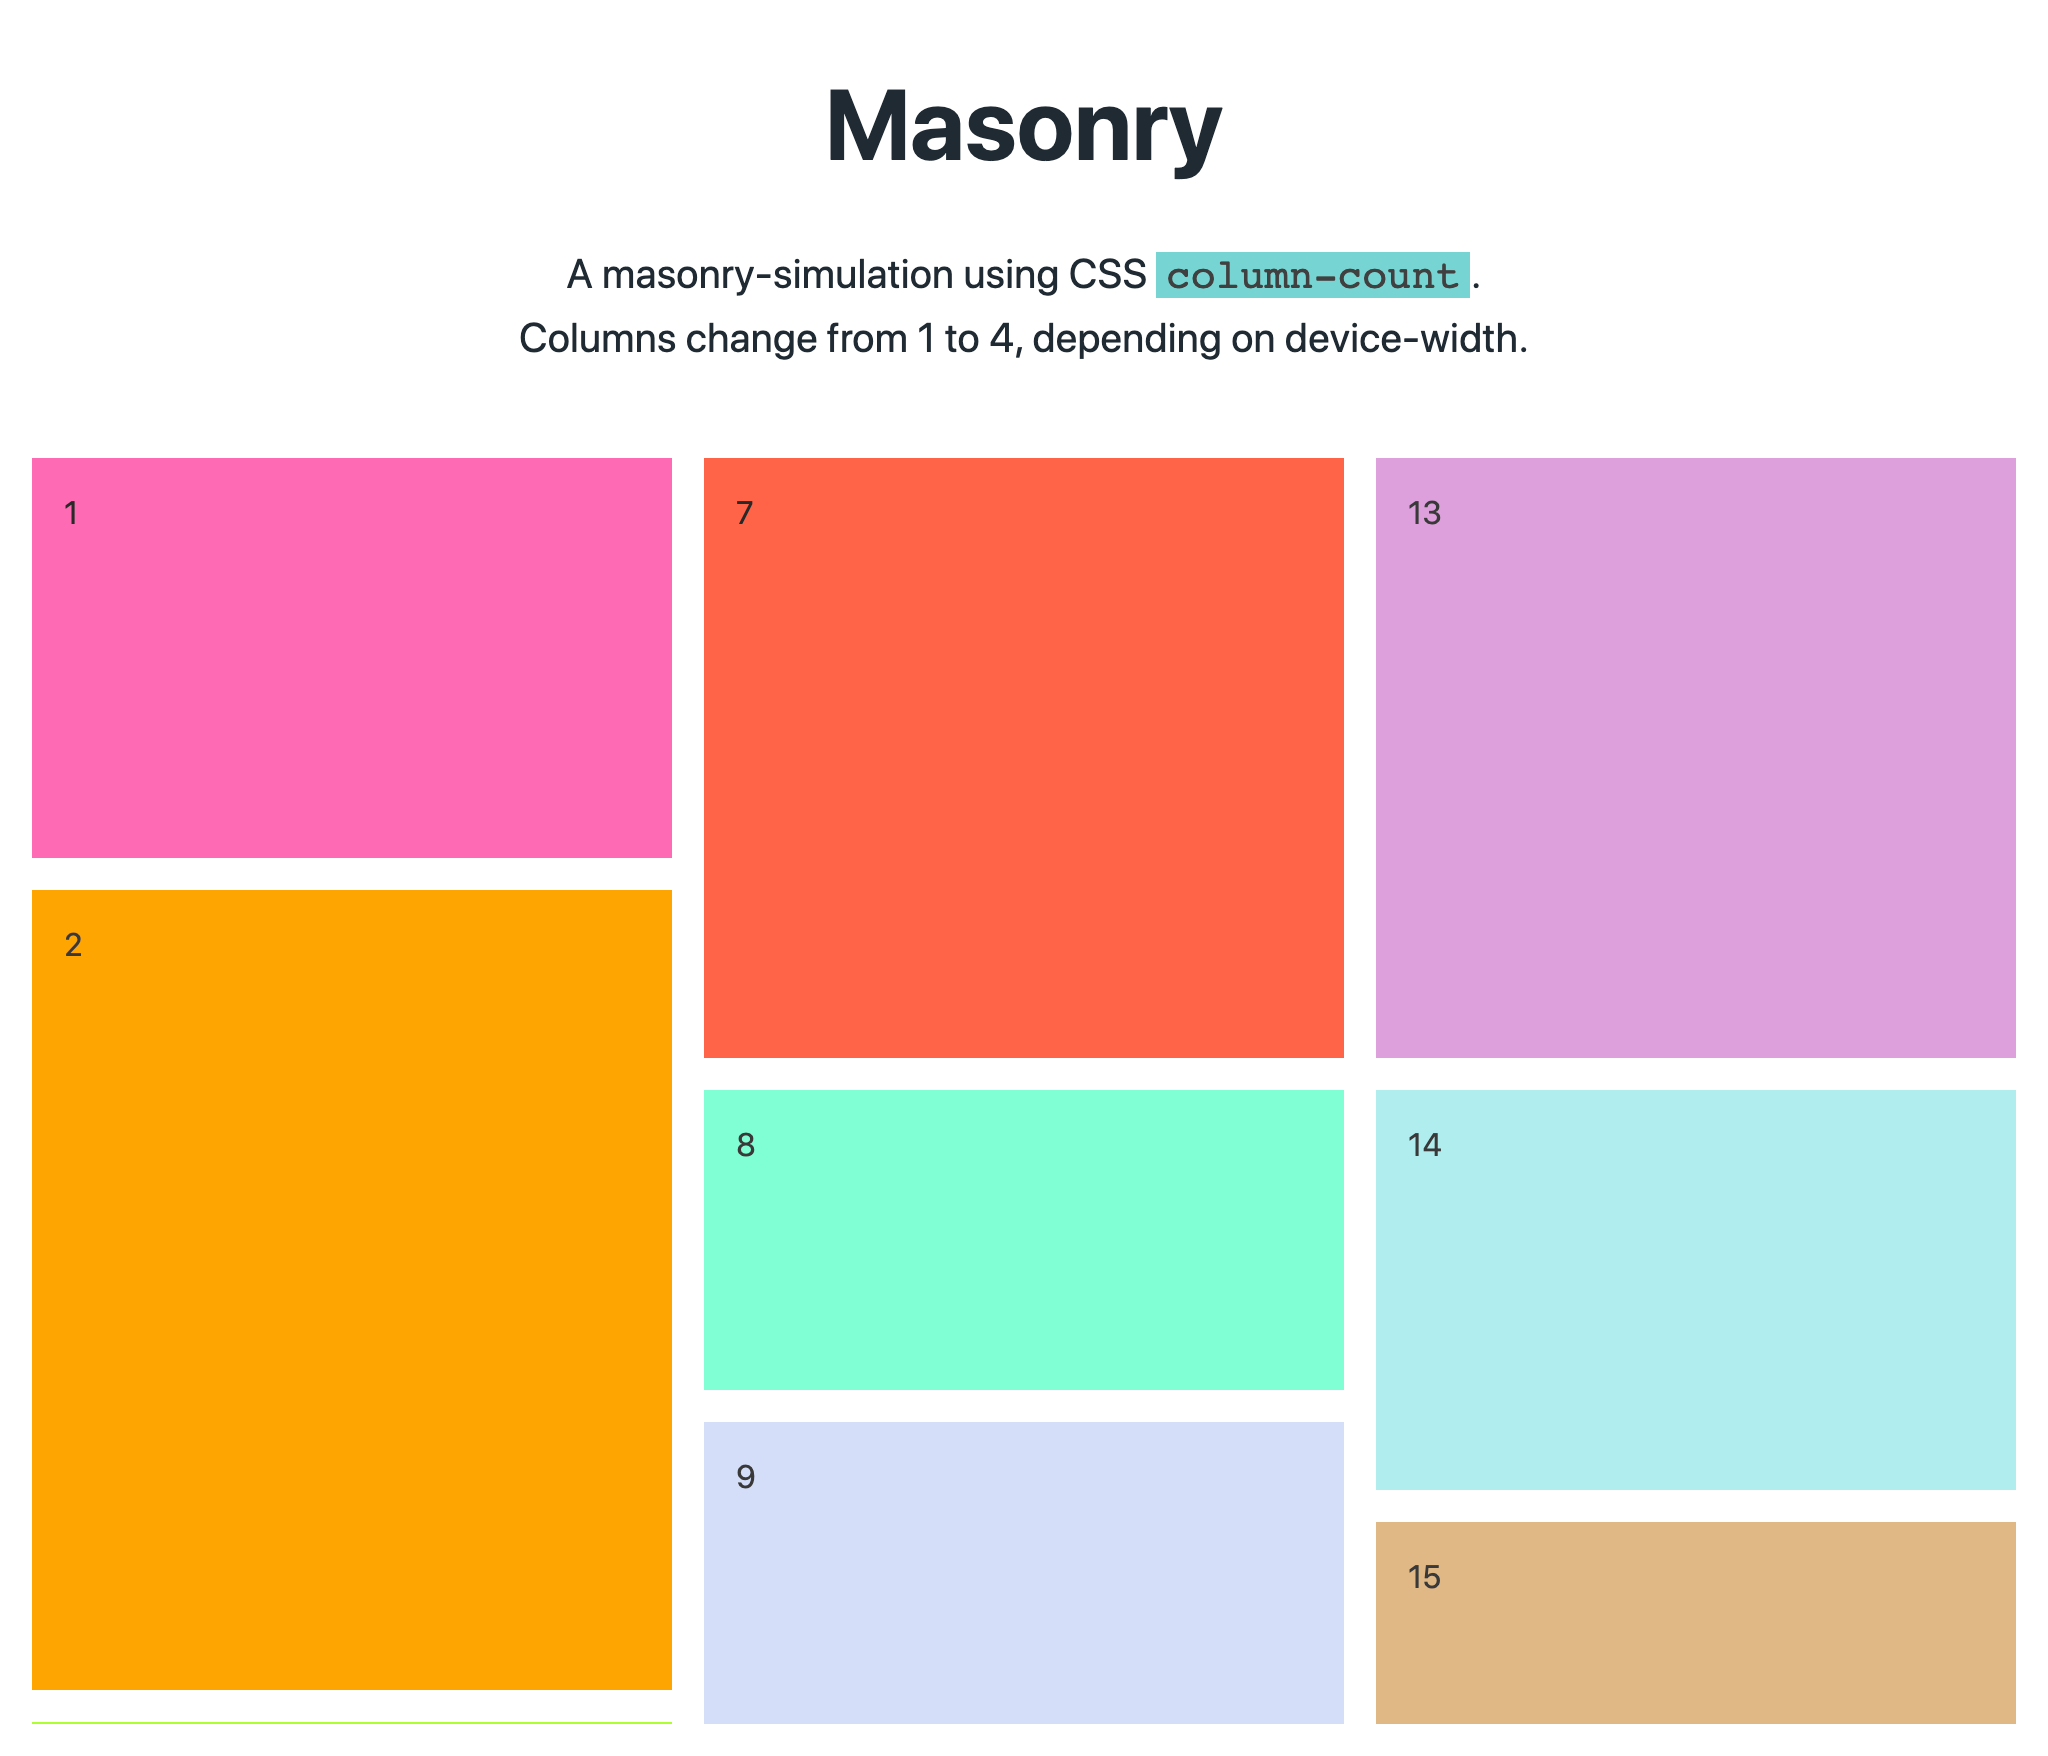 Masonry
A masonry-simulation using CSS column-count.
Columns change from 1 to 4, depending on device-width.
1
2
7
8
9
13
14
15